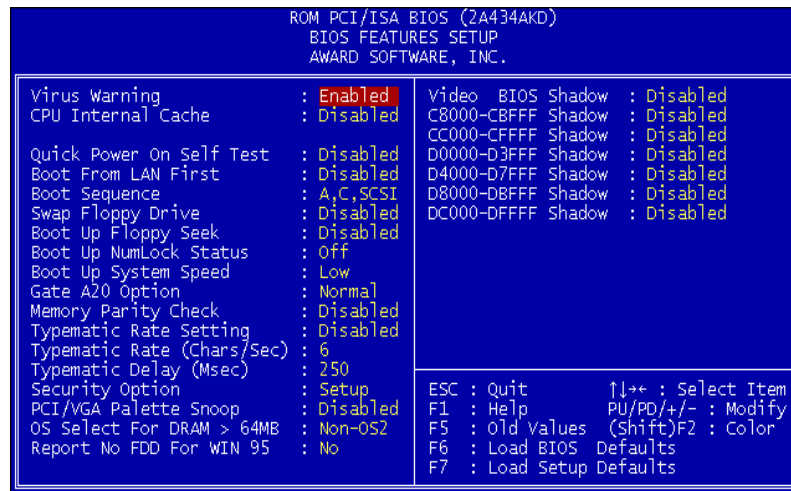 ROM PCI/ISA BIOS (2A434AKD)
BIOS FEATURES SETUP
AWARD SOFTWARE, INC.
Virus Warning : Enabled
CPU Internal Cache : Disabled
Quick Power On Self Test : Disabled
Boot From LAN First : Disabled
Boot Sequence : A,C,SCSI
Swap Floppy Drive : Disabled
Boot Up Floppy Seek : Disabled
Boot Up NumLock Status : Off
Boot Up System Speed : Low
Gate A20 Option : Normal
Memory Parity Check : Disabled
Typematic Rate Setting : Disabled
Typematic Rate (Chars/Sec) : 6
Typematic Delay (Msec) : 250
Security Option : Setup
PCI/VGA Palette Snoop : Disabled
OS Select For DRAM > 64MB : Non-OS2
Report No FDD For WIN 95 : No
Video BIOS Shadow : Disabled
C8000-CBFFF Shadow : Disabled
CC000-CFFFF Shadow : Disabled
D0000-D3FFF Shadow : Disabled
D4000-D7FFF Shadow : Disabled
D8000-DBFFF Shadow : Disabled
DC000-DFFFF Shadow : Disabled
ESC : Quit ↑↓→← : Select Item
F1 : Help PU/PD/+/- : Modify
F5 : Old Values (Shift)F2 : Color
F6 : Load BIOS Defaults
F7 : Load Setup Defaults